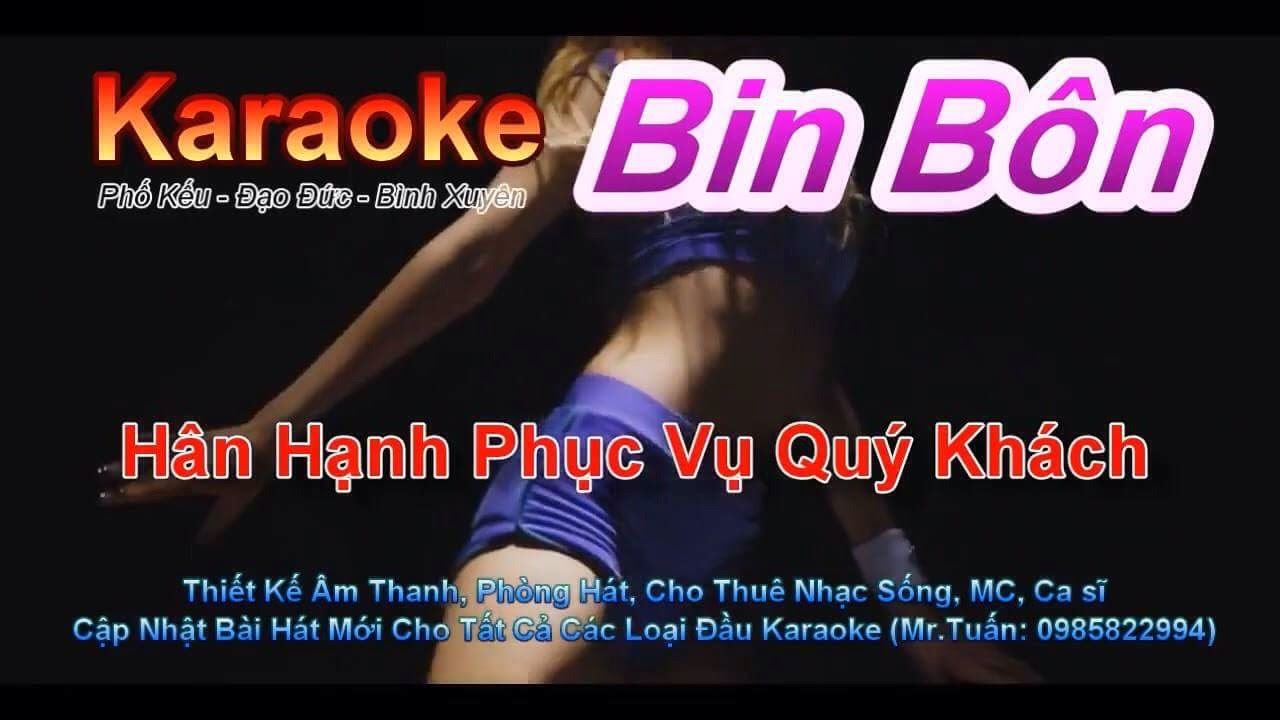 Karaoke Bin Bôn
Phố Kếu - Đạo Đức - Bình Xuyên
Hân Hạnh Phục Vụ Quý Khách
Thiết Kế Âm Thanh, Phòng Hát, Cho Thuê Nhạc Sống, MC, Ca sĩ
Cập Nhật Bài Hát Mới Cho Tất Cả Các Loại Đầu Karaoke (Mr.Tuấn: 0985822994)